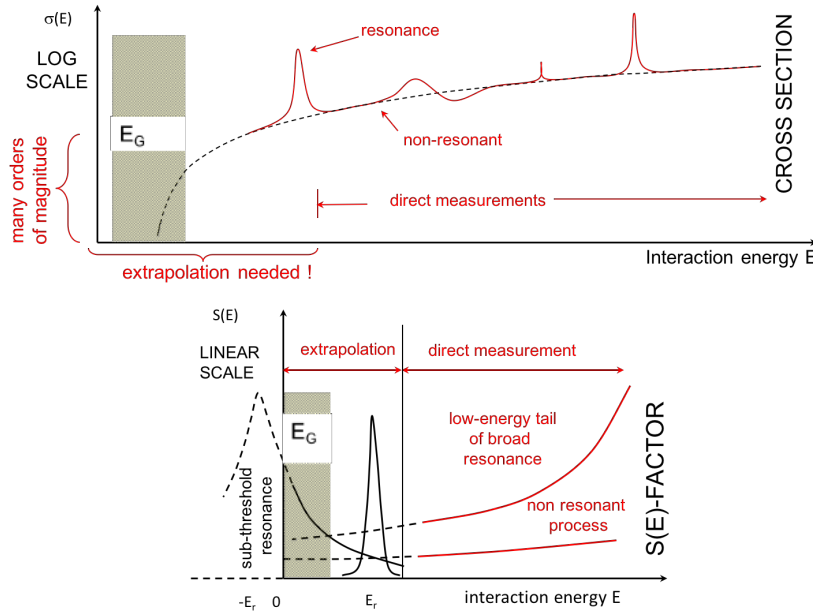 σ(E)
LOG
SCALE
resonance
E_G
non-resonant
many orders
of magnitude
direct measurements
CROSS SECTION
extrapolation needed !
Interaction energy E
S(E)
LINEAR
SCALE
extrapolation
direct measurement
E_G
low-energy tail
of broad
resonance
sub-threshold
resonance
non resonant
process
S(E)-FACTOR
-E_r
0
E_r
interaction energy E